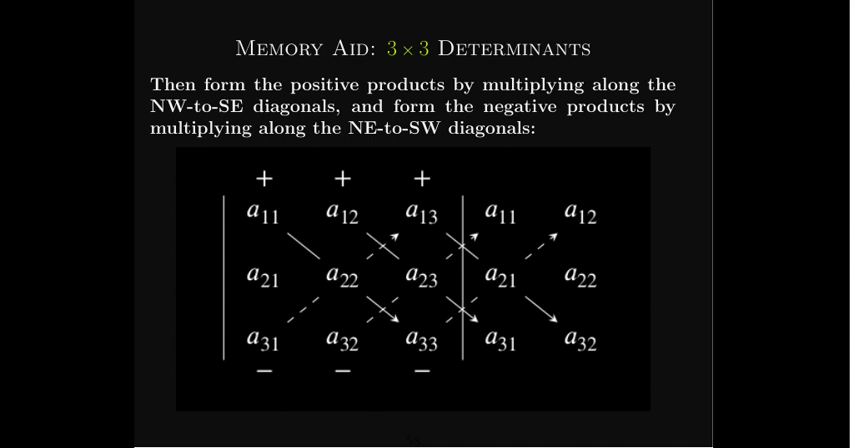 MEMORY AID: 3 × 3 DETERMINANTS
Then form the positive products by multiplying along the
NW-to-SE diagonals, and form the negative products by
multiplying along the NE-to-SW diagonals:
+ + +
a11 a12 a13 a11 a12
a21 a22 a23 a21 a22
a31 a32 a33 a31 a32
− − −